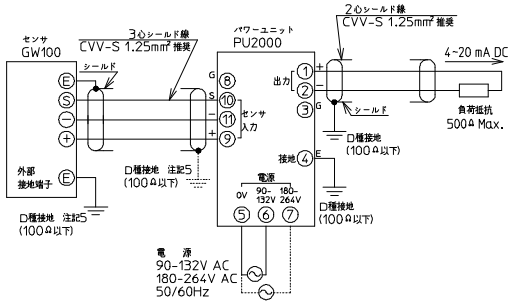 センサ
GW100
3心シールド線
CVV-S 1.25mm² 推奨
シールド
E
S
−
+
外部
接地端子
E
D種接地 注記5
(100Ω以下)
D種接地 注記5
(100Ω以下)
パワーユニット
PU2000
G 8
S 10
− 11
+ 9
センサ
入力
出力
1 +
2 −
3 G
接地 4 E
電源
0V 90-132V 180-264V
5 6 7
2心シールド線
CVV-S 1.25mm² 推奨
4~20 mA DC
シールド
負荷抵抗
500Ω Max.
D種接地
(100Ω以下)
D種接地
(100Ω以下)
電 源
90-132V AC
180-264V AC
50/60Hz